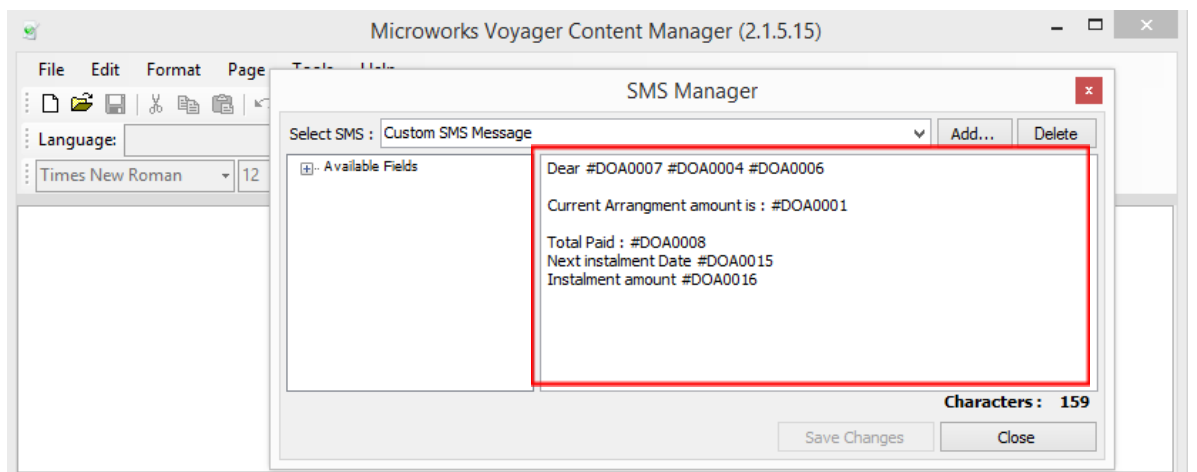 Microworks Voyager Content Manager (2.1.5.15)
File Edit Format Page Tools Help
SMS Manager
Select SMS : Custom SMS Message Add... Delete
Language:
Times New Roman 12
Available Fields
Dear #DOA0007 #DOA0004 #DOA0006
Current Arrangment amount is : #DOA0001
Total Paid : #DOA0008
Next instalment Date #DOA0015
Instalment amount #DOA0016
Characters : 159
Save Changes Close